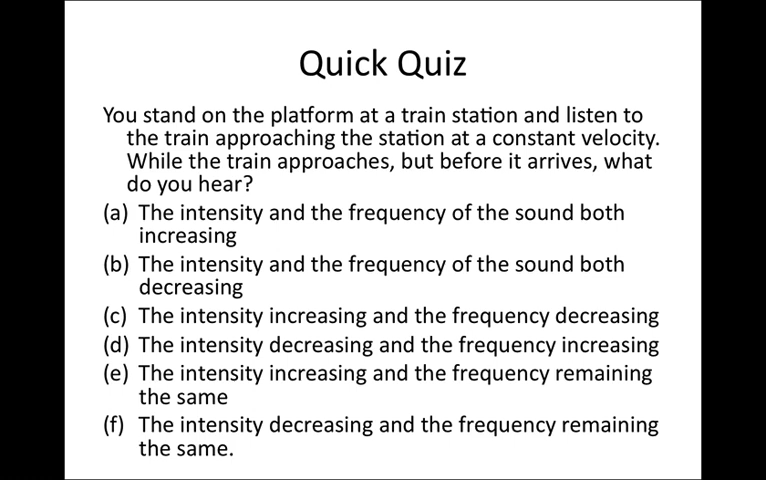 Quick Quiz
You stand on the platform at a train station and listen to
the train approaching the station at a constant velocity.
While the train approaches, but before it arrives, what
do you hear?
(a) The intensity and the frequency of the sound both
increasing
(b) The intensity and the frequency of the sound both
decreasing
(c) The intensity increasing and the frequency decreasing
(d) The intensity decreasing and the frequency increasing
(e) The intensity increasing and the frequency remaining
the same
(f) The intensity decreasing and the frequency remaining
the same.